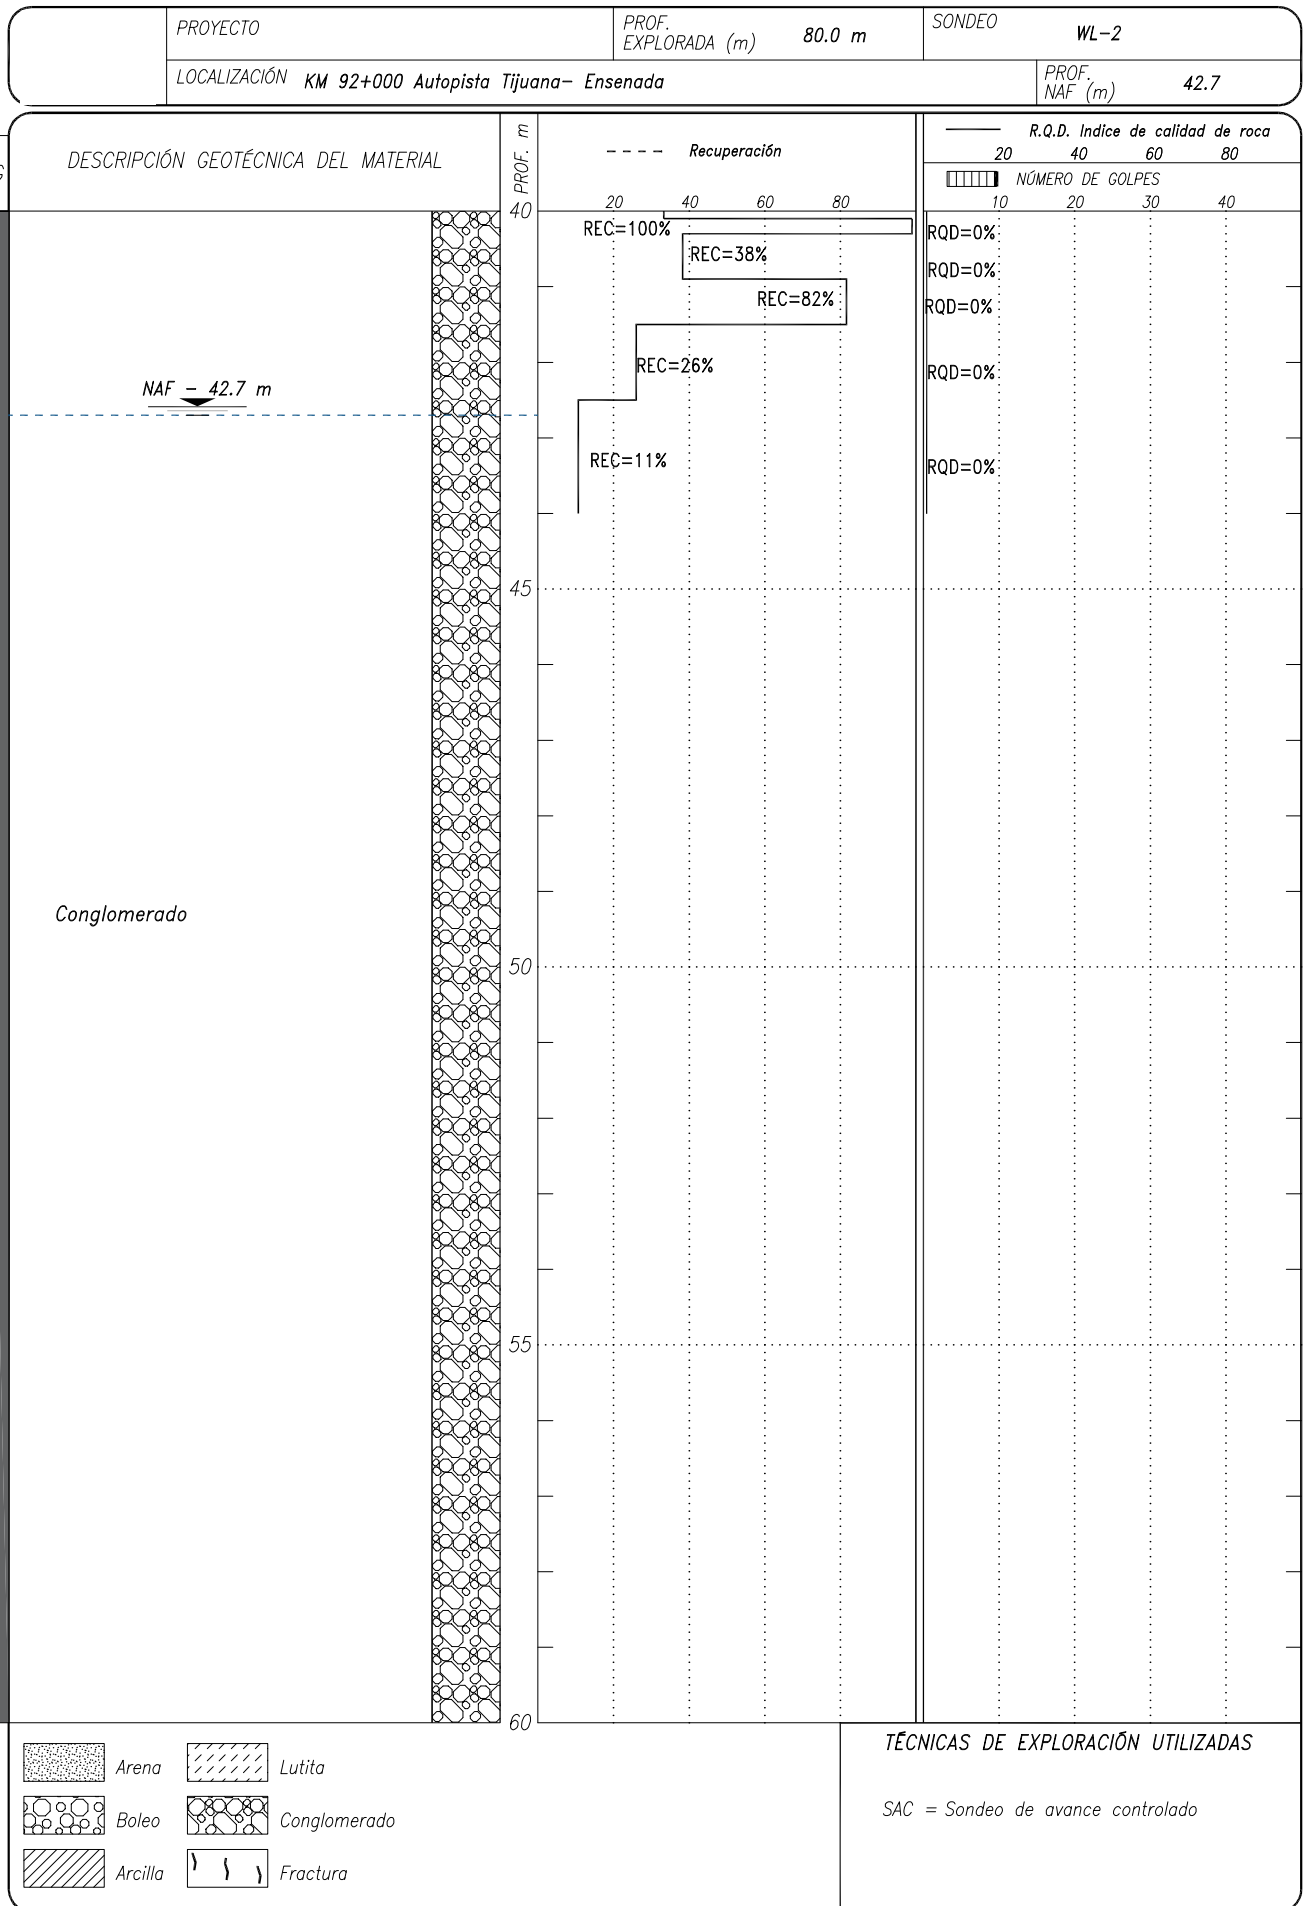 PROYECTO
PROF.
EXPLORADA (m)
80.0 m
SONDEO
WL-2
LOCALIZACIÓN KM 92+000 Autopista Tijuana- Ensenada
PROF.
NAF (m)
42.7
DESCRIPCIÓN GEOTÉCNICA DEL MATERIAL
PROF. m
Recuperación
R.Q.D. Indice de calidad de roca
20 40 60 80
NÚMERO DE GOLPES
20 40 60 80
10 20 30 40
40
REC=100%
RQD=0%
REC=38%
RQD=0%
REC=82%
RQD=0%
REC=26%
RQD=0%
NAF - 42.7 m
REC=11%
RQD=0%
45
Conglomerado
50
55
60
Arena
Lutita
Boleo
Conglomerado
Arcilla
Fractura
TÉCNICAS DE EXPLORACIÓN UTILIZADAS
SAC = Sondeo de avance controlado